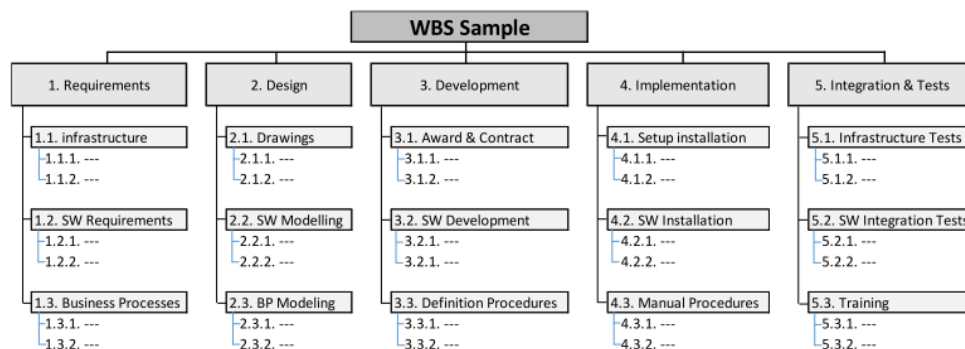 WBS Sample
1. Requirements
1.1. infrastructure
1.1.1. ---
1.1.2. ---
1.2. SW Requirements
1.2.1. ---
1.2.2. ---
1.3. Business Processes
1.3.1. ---
1.3.2. ---
2. Design
2.1. Drawings
2.1.1. ---
2.1.2. ---
2.2. SW Modelling
2.2.1. ---
2.2.2. ---
2.3. BP Modeling
2.3.1. ---
2.3.2. ---
3. Development
3.1. Award & Contract
3.1.1. ---
3.1.2. ---
3.2. SW Development
3.2.1. ---
3.2.1. ---
3.3. Definition Procedures
3.3.1. ---
3.3.2. ---
4. Implementation
4.1. Setup installation
4.1.1. ---
4.1.2. ---
4.2. SW Installation
4.2.1. ---
4.2.2. ---
4.3. Manual Procedures
4.3.1. ---
4.3.2. ---
5. Integration & Tests
5.1. Infrastructure Tests
5.1.1. ---
5.1.2. ---
5.2. SW Integration Tests
5.2.1. ---
5.2.2. ---
5.3. Training
5.3.1. ---
5.3.2. ---